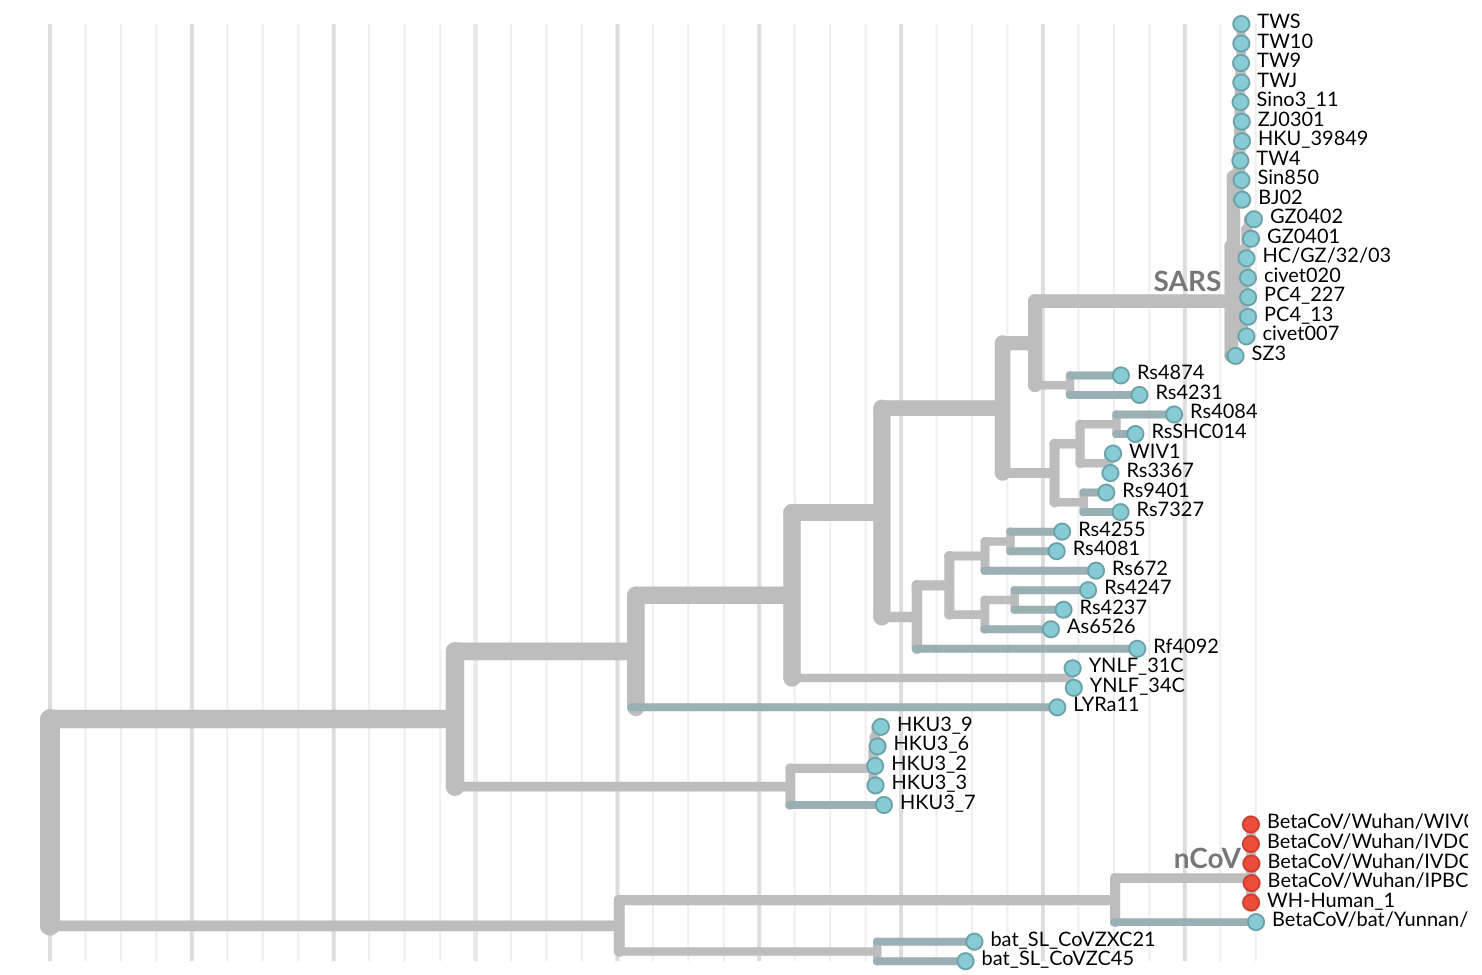 TWS
TW10
TW9
TWJ
Sino3_11
ZJ0301
HKU_39849
TW4
Sin850
BJ02
GZ0402
GZ0401
HC/GZ/32/03
civet020
SARS
PC4_227
PC4_13
civet007
SZ3
Rs4874
Rs4231
Rs4084
RsSHC014
WIV1
Rs3367
Rs9401
Rs7327
Rs4255
Rs4081
Rs672
Rs4247
Rs4237
As6526
Rf4092
YNLF_31C
YNLF_34C
LYRa11
HKU3_9
HKU3_6
HKU3_2
HKU3_3
HKU3_7
BetaCoV/Wuhan/WIV0
BetaCoV/Wuhan/IVDC
nCoV
BetaCoV/Wuhan/IVDC
BetaCoV/Wuhan/IPBC
WH-Human_1
BetaCoV/bat/Yunnan/
bat_SL_CoVZXC21
bat_SL_CoVZC45